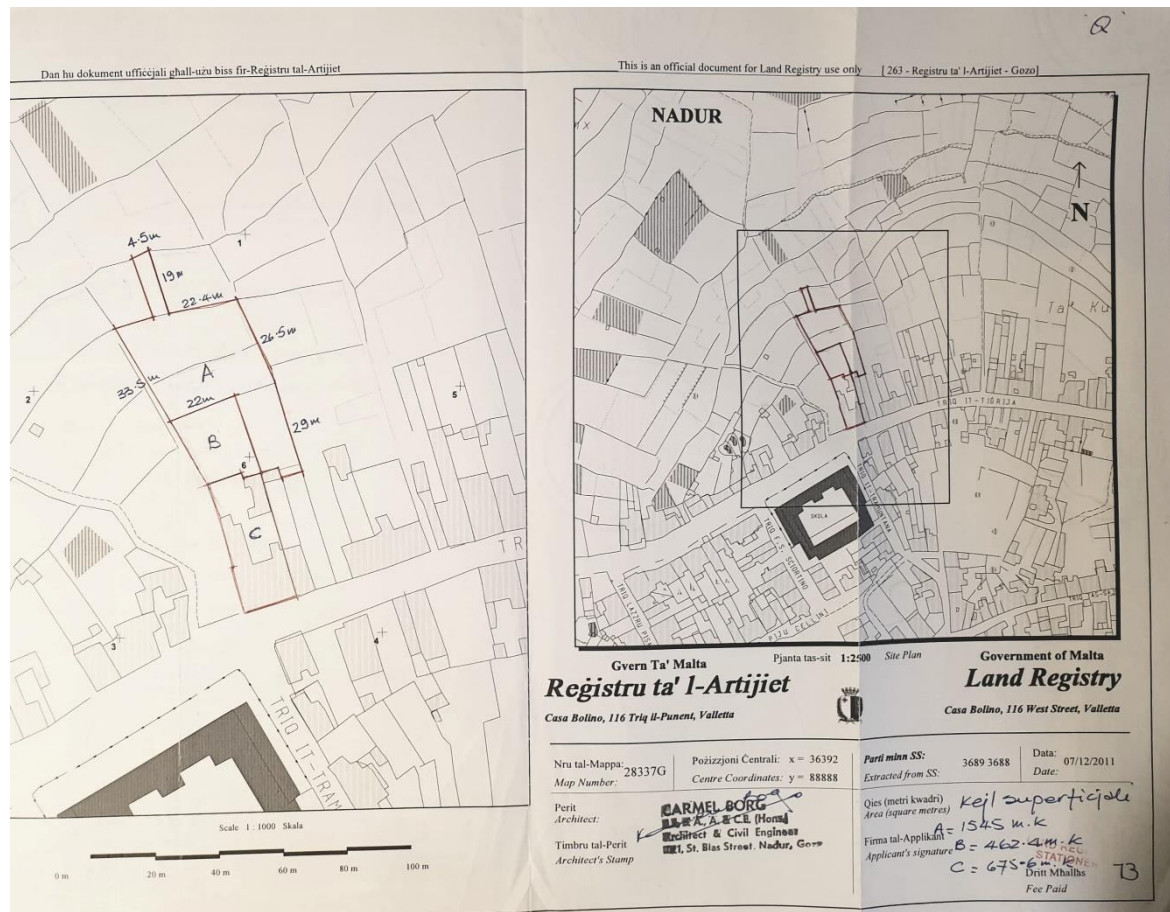 Q
Dan hu dokument uffiċċjali għall-użu biss fir-Reġistru tal-Artijiet
This is an official document for Land Registry use only [ 263 - Registru ta' l-Artijiet - Gozo]
4.5m
1
19m
22.4m
26.5m
33.5m
A
2
22m
5
B
29m
6
C
TR
3
4
TRIQ IT-TRAM
Scale 1 : 1000 Skala
0 m 20 m 40 m 60 m 80 m 100 m
NADUR
N
Ta' Ku
TRIQ IT-TIĠRIJA
SKOLA
TRIQ IT-TRAMUNTANA
TRIQ F.S. SCIORTINO
TRIQ LAZZRU PISA
PIJU CELLINI
Pjanta tas-sit 1:2500 Site Plan
Gvern Ta' Malta
Reġistru ta' l-Artijiet
Casa Bolino, 116 Triq il-Punent, Valletta
Government of Malta
Land Registry
Casa Bolino, 116 West Street, Valletta
Nru tal-Mappa:
Map Number: 28337G
Pożizzjoni Ċentrali: x = 36392
Centre Coordinates: y = 88888
Parti minn SS:
Extracted from SS: 3689 3688
Data:
Date: 07/12/2011
Perit
Architect:
Timbru tal-Perit
Architect's Stamp
CARMEL BORG
A. & C.E. (Hons)
Architect & Civil Engineer
St. Blas Street. Nadur, Gozo
Qies (metri kwadri)
Area (square metres)
Kejl superficjali
Firma tal-Applikant
Applicant's signature
A = 1545 m.k
B = 462.4 m.k
C = 675.6 m.k
Dritt Mħallas
Fee Paid
73